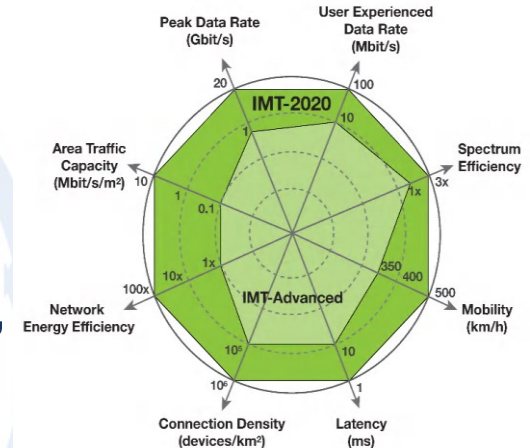 Peak Data Rate
(Gbit/s)
User Experienced
Data Rate
(Mbit/s)
20
100
IMT-2020
1
10
Area Traffic
Capacity
(Mbit/s/m²)
Spectrum
Efficiency
10
1
0.1
1x
3x
1x
10x
100x
350
400
500
Network
Energy Efficiency
Mobility
(km/h)
IMT-Advanced
10⁵
10⁶
10
1
Connection Density
(devices/km²)
Latency
(ms)